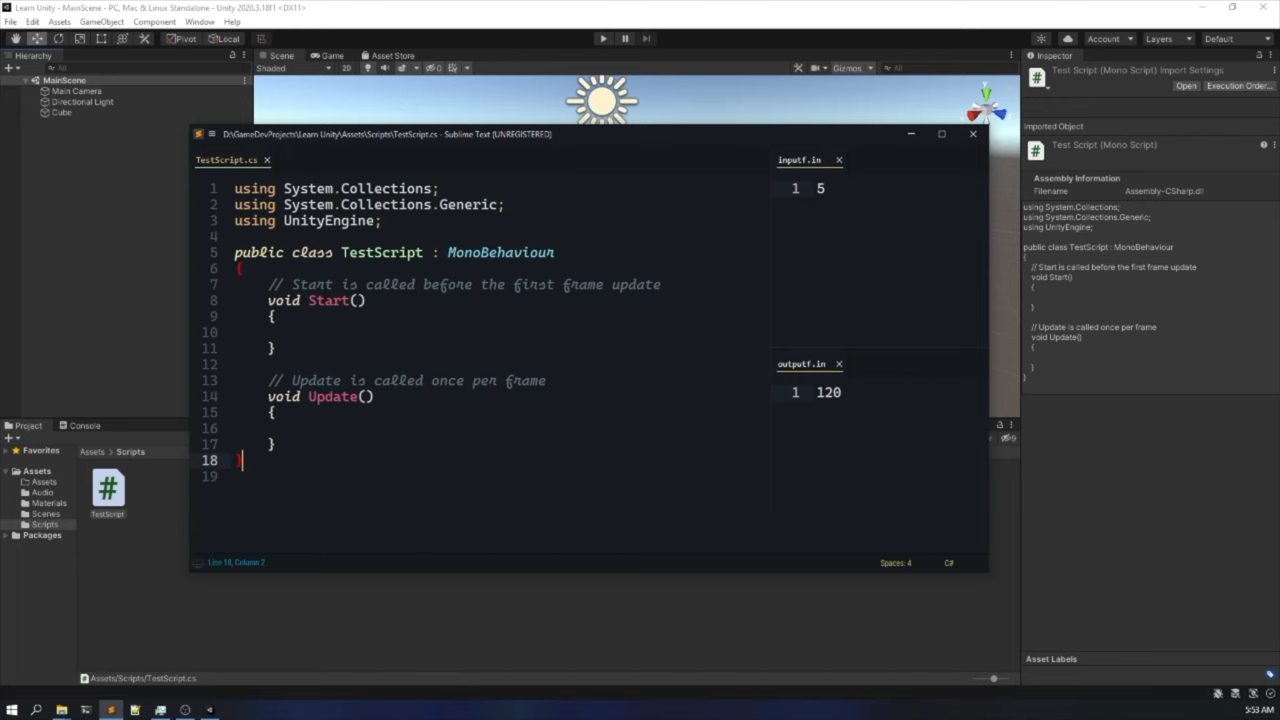 Learn Unity - MainScene - PC, Mac & Linux Standalone - Unity 2020.3.18f1 <DX11>
File Edit Assets GameObject Component Window Help
Pivot Local
Account Layers Default
Hierarchy
All
MainScene
Main Camera
Directional Light
Cube
Scene Game Asset Store
Shaded 2D 0 Gizmos All
y
D:\GameDevProjects\Learn Unity\Assets\Scripts\TestScript.cs - Sublime Text (UNREGISTERED)
TestScript.cs
1 using System.Collections;
2 using System.Collections.Generic;
3 using UnityEngine;
4
5 public class TestScript : MonoBehaviour
6 {
7 // Start is called before the first frame update
8 void Start()
9 {
10
11 }
12
13 // Update is called once per frame
14 void Update()
15 {
16
17 }
18 }
19
inputf.in
1 5
outputf.in
1 120
Line 18, Column 2
Spaces: 4 C#
Inspector
Test Script (Mono Script) Import Settings
Open Execution Order...
Imported Object
Test Script (Mono Script)
Assembly Information
Filename Assembly-CSharp.dll
using System.Collections;
using System.Collections.Generic;
using UnityEngine;
public class TestScript : MonoBehaviour
{
// Start is called before the first frame update
void Start()
{
}
// Update is called once per frame
void Update()
{
}
}
Asset Labels
Project Console
9
Favorites
Assets
Assets
Audio
Materials
Scenes
Scripts
Packages
Assets > Scripts
#
TestScript
Assets/Scripts/TestScript.cs
5:53 AM